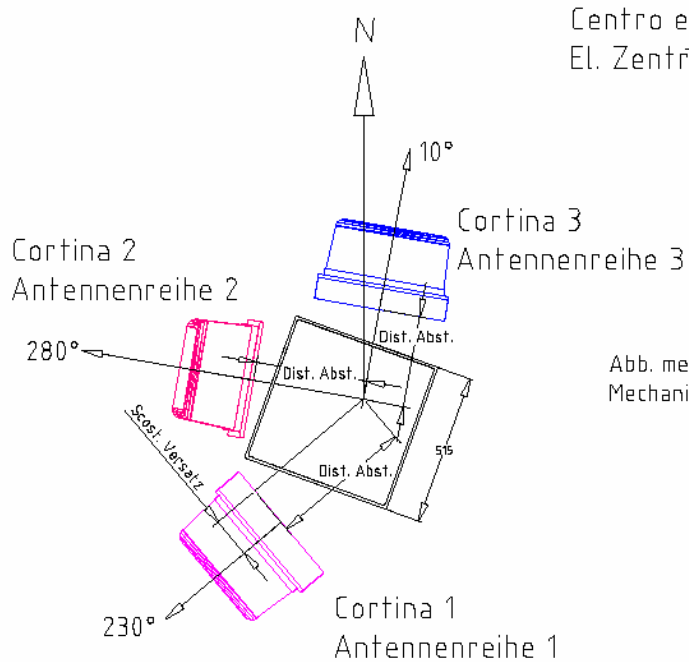 Centro e
El. Zentr
N
10°
Cortina 3
Antennenreihe 3
Cortina 2
Antennenreihe 2
280°
Dist. Abst.
Dist. Abst.
Abb. me
Mechani
Scost. Versatz
Dist. Abst.
515
230°
Cortina 1
Antennenreihe 1